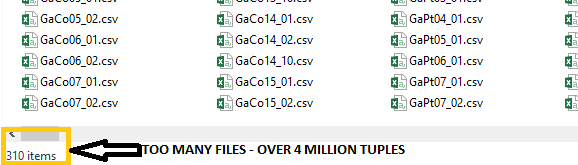 GaCo05_02.csv GaCo14_01.csv GaPt04_01.csv
GaCo06_01.csv GaCo14_02.csv GaPt05_01.csv
GaCo06_02.csv GaCo14_10.csv GaPt06_01.csv
GaCo07_01.csv GaCo15_01.csv GaPt07_01.csv
GaCo07_02.csv GaCo15_02.csv GaPt07_02.csv
310 items
TOO MANY FILES - OVER 4 MILLION TUPLES